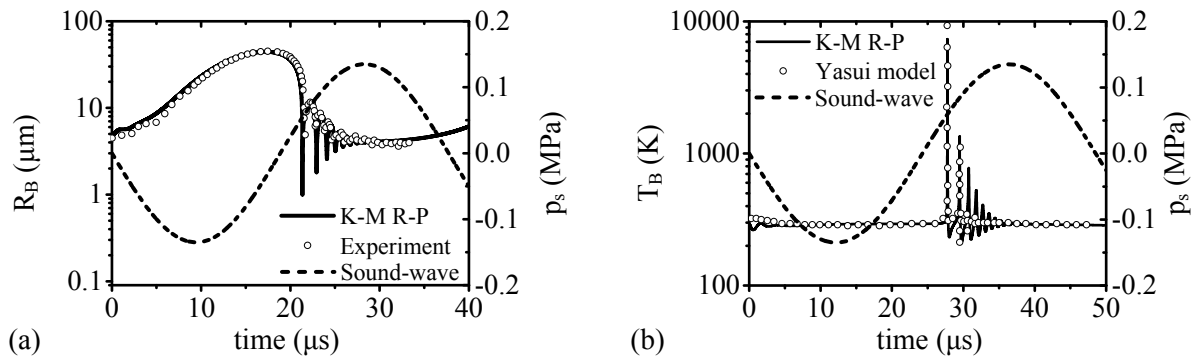 100
10
1
0.1
R_B (µm)
0.2
0.1
0.0
-0.1
-0.2
p_s (MPa)
K-M R-P
Experiment
Sound-wave
0
10
20
30
40
time (µs)
(a)
10000
1000
100
T_B (K)
0.2
0.1
0.0
-0.1
-0.2
p_s (MPa)
K-M R-P
Yasui model
Sound-wave
0
10
20
30
40
50
time (µs)
(b)